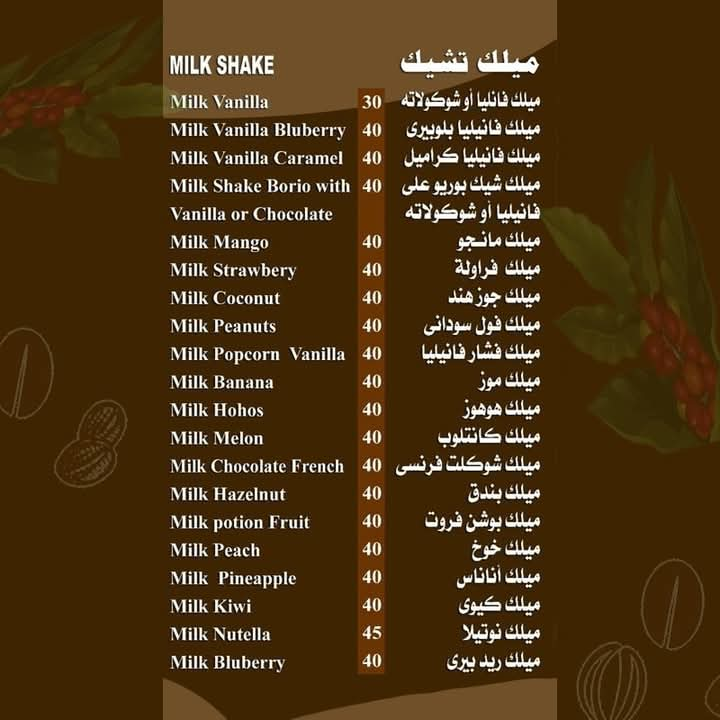 MILK SHAKE ميلك تشيك
Milk Vanilla 30 ميلك فانليا أو شوكولاته
Milk Vanilla Bluberry 40 ميلك فانيليا بلوبيرى
Milk Vanilla Caramel 40 ميلك فانيليا كراميل
Milk Shake Borio with 40 ميلك شيك بوريو على
Vanilla or Chocolate فانيليا أو شوكولاته
Milk Mango 40 ميلك مانجو
Milk Strawbery 40 ميلك فراولة
Milk Coconut 40 ميلك جوز هند
Milk Peanuts 40 ميلك فول سودانى
Milk Popcorn Vanilla 40 ميلك فشار فانيليا
Milk Banana 40 ميلك موز
Milk Hohos 40 ميلك هوهوز
Milk Melon 40 ميلك كانتلوب
Milk Chocolate French 40 ميلك شوكلت فرنسى
Milk Hazelnut 40 ميلك بندق
Milk potion Fruit 40 ميلك بوشن فروت
Milk Peach 40 ميلك خوخ
Milk Pineapple 40 ميلك أناناس
Milk Kiwi 40 ميلك كيوى
Milk Nutella 45 ميلك نوتيلا
Milk Bluberry 40 ميلك ريد بيرى